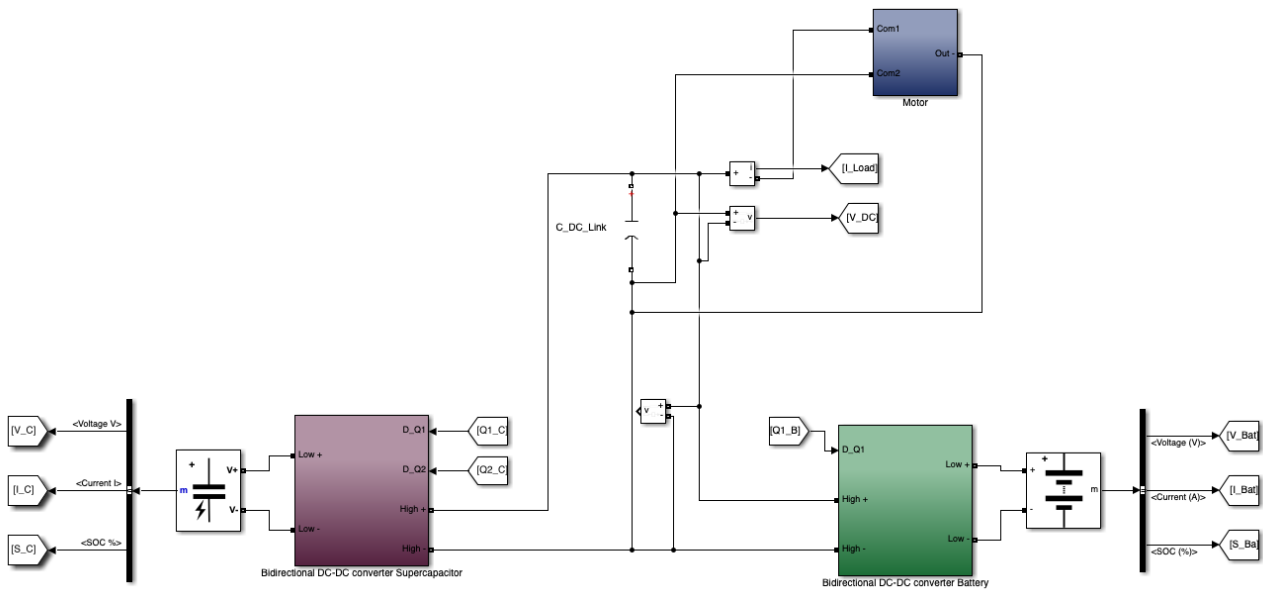 Com1
Out -
Com2
Motor
+
i
-
[I_Load]
+
+
-
v
[V_DC]
C_DC_Link
v
+
-
[V_C]
<Voltage V>
[I_C]
<Current I>
[S_C]
<SOC %>
m
+
V+
V-
Low +
Low -
D_Q1
D_Q2
High +
High -
[Q1_C]
[Q2_C]
Bidirectional DC-DC converter Supercapacitor
[Q1_B]
D_Q1
High +
High -
Low +
Low -
Bidirectional DC-DC converter Battery
+
+
-
m
<Voltage (V)>
[V_Bat]
<Current (A)>
[I_Bat]
<SOC (%)>
[S_Ba]